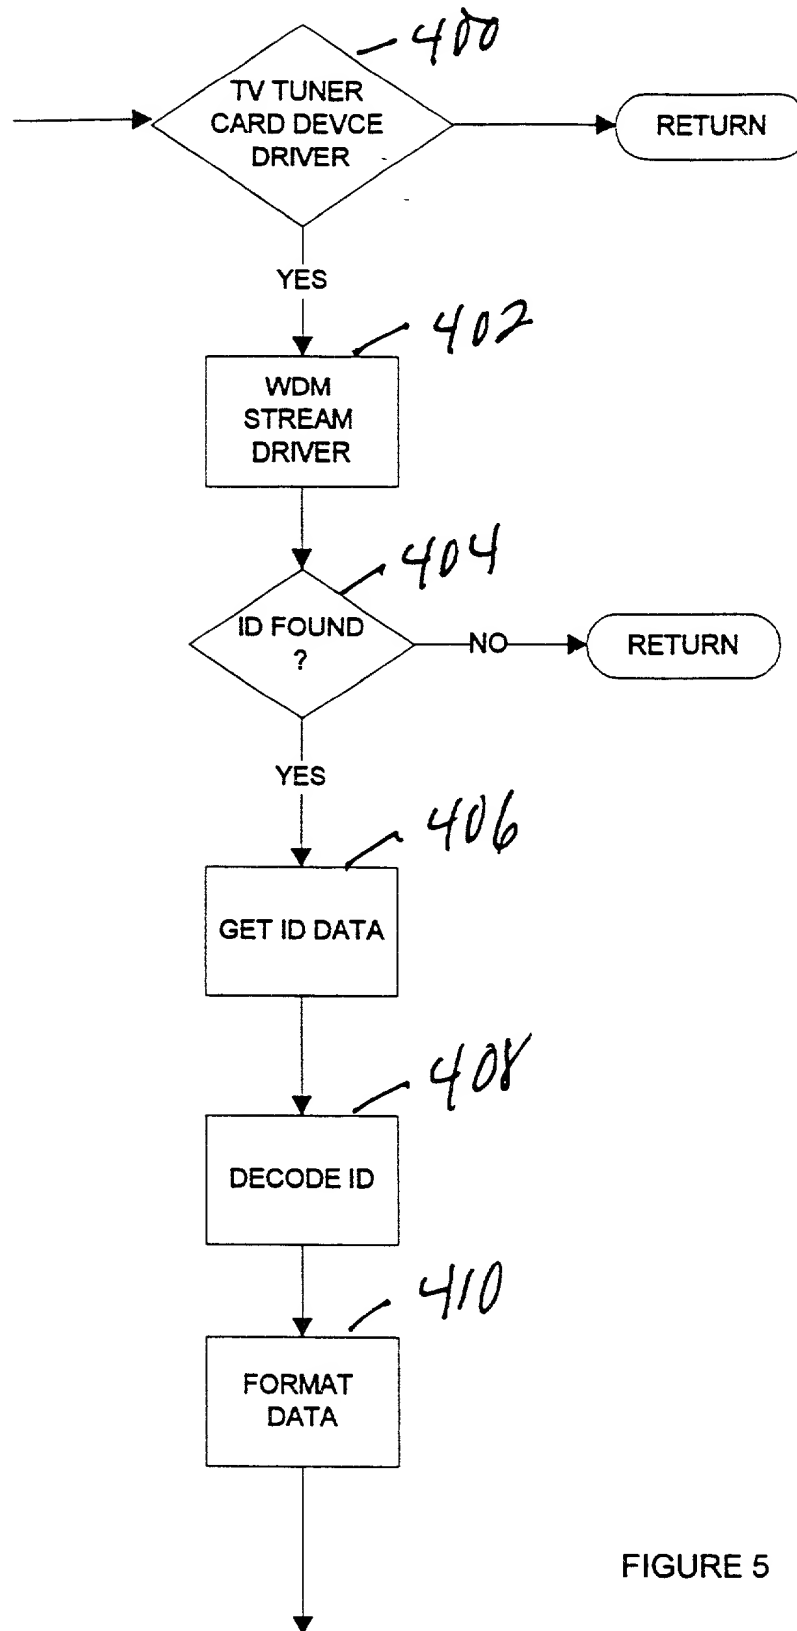 400
TV TUNER
CARD DEVCE
DRIVER
RETURN
YES
402
WDM
STREAM
DRIVER
404
ID FOUND
?
NO
RETURN
YES
406
GET ID DATA
408
DECODE ID
410
FORMAT
DATA
FIGURE 5